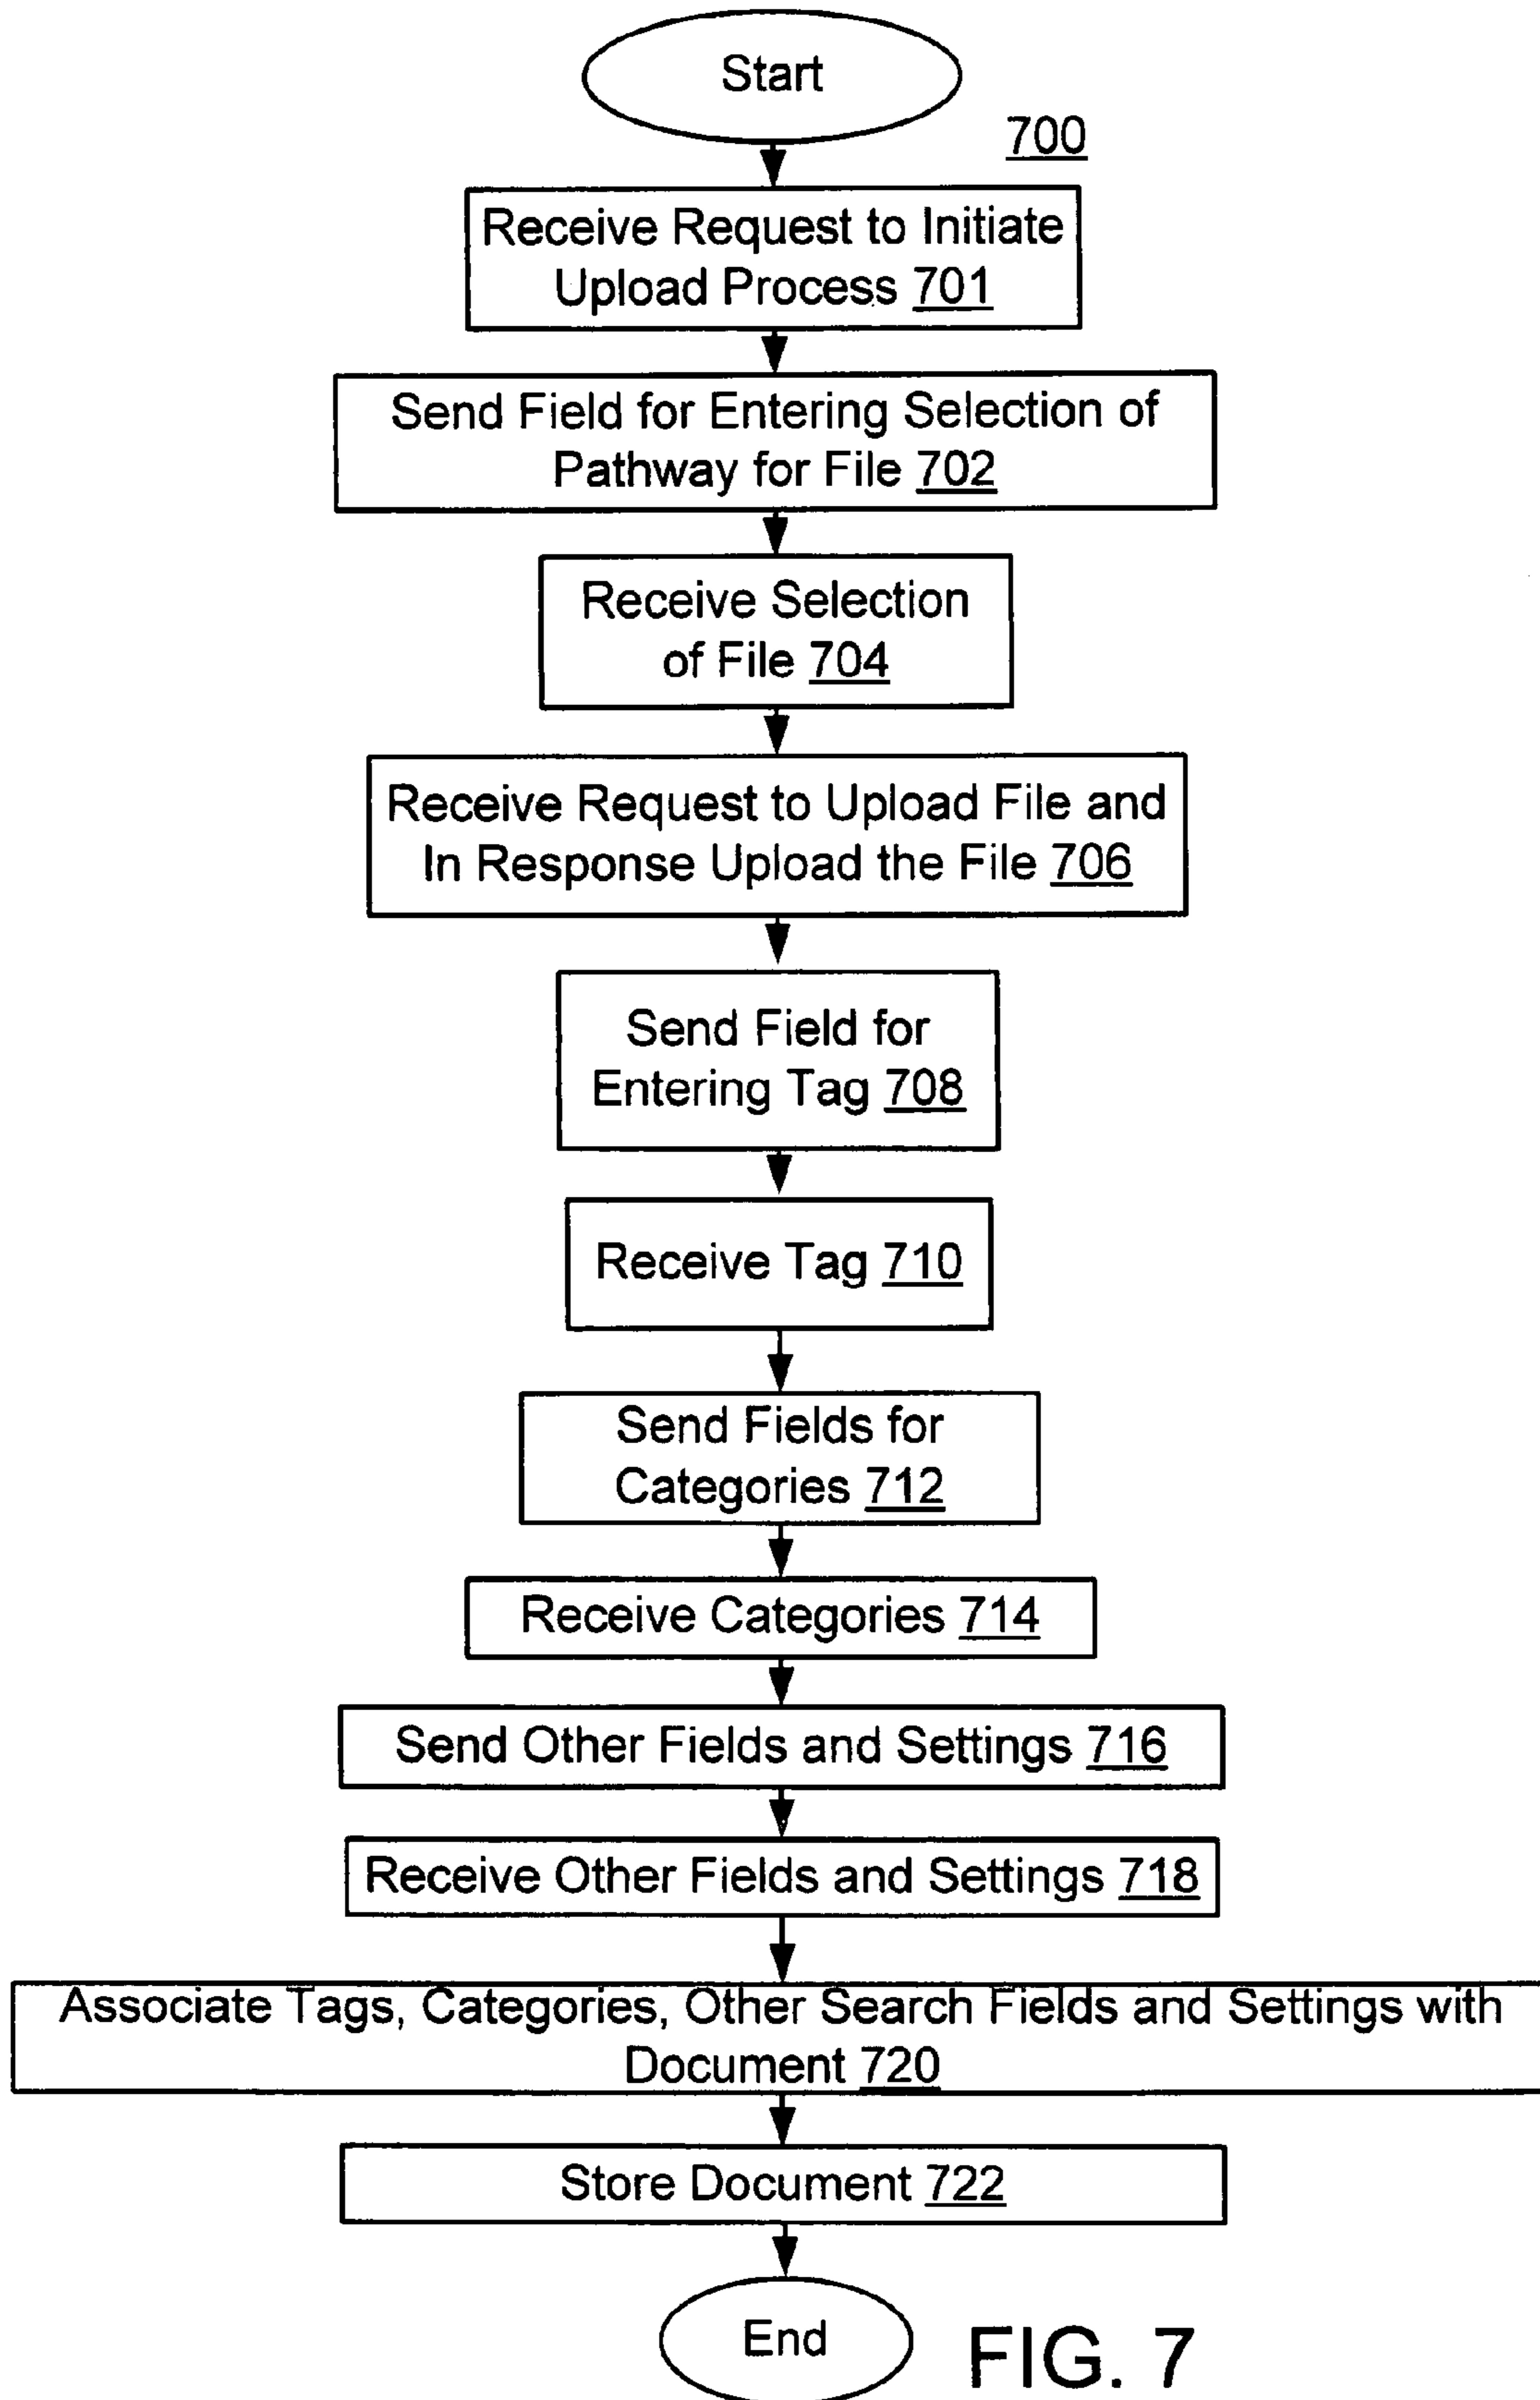 Start
700
Receive Request to Initiate
Upload Process 701
Send Field for Entering Selection of
Pathway for File 702
Receive Selection
of File 704
Receive Request to Upload File and
In Response Upload the File 706
Send Field for
Entering Tag 708
Receive Tag 710
Send Fields for
Categories 712
Receive Categories 714
Send Other Fields and Settings 716
Receive Other Fields and Settings 718
Associate Tags, Categories, Other Search Fields and Settings with
Document 720
Store Document 722
End
FIG. 7